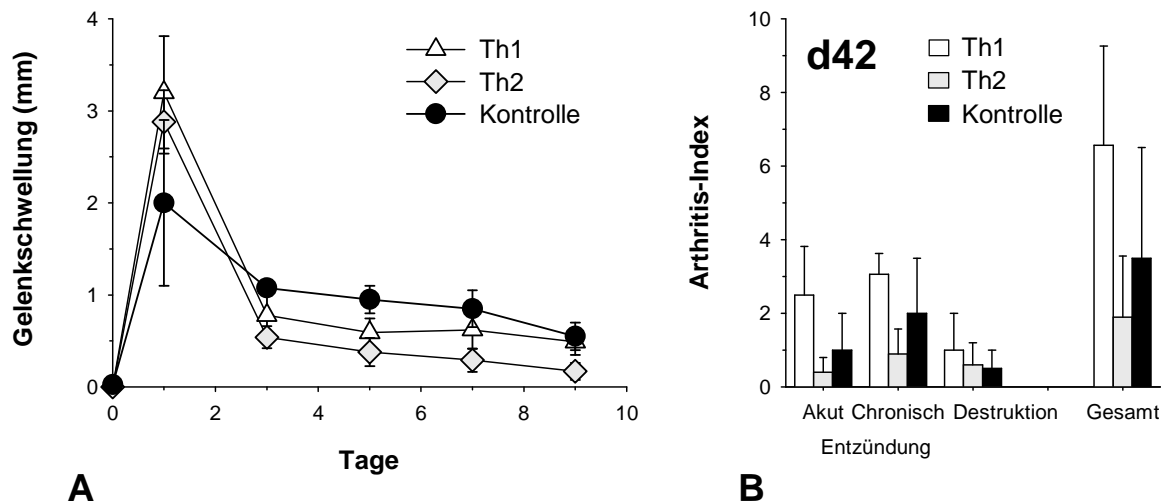 Gelenkschwellung (mm)
4
3
2
1
0
0 2 4 6 8 10
Tage
Th1
Th2
Kontrolle
A
Arthritis-Index
10
8
6
4
2
0
d42
Th1
Th2
Kontrolle
Akut Chronisch Destruktion Gesamt
Entzündung
B